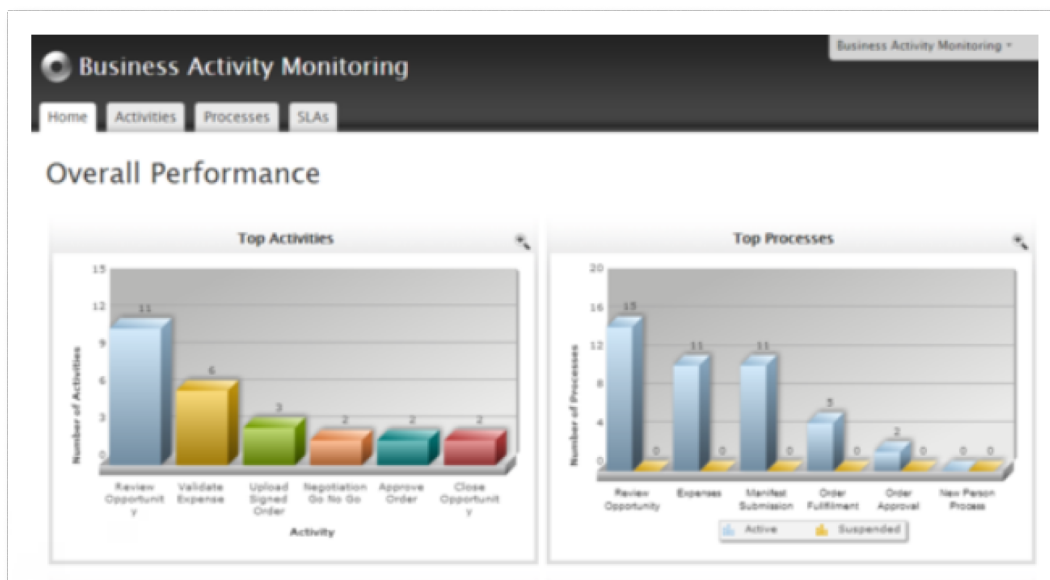 Business Activity Monitoring
Business Activity Monitoring
Home Activities Processes SLAs
Overall Performance
Top Activities
15
12
9
6
3
0
Number of Activities
11
6
3
2
2
2
Review
Opportunit
y
Validate
Expense
Upload
Signed
Order
Negotiation
Go No Go
Approve
Order
Close
Opportunit
y
Activity
Top Processes
20
16
12
8
4
0
Number of Processes
15
0
11
0
11
0
5
0
2
0
0
0
Review
Opportunity
Expenses
Manifest
Submission
Order
Fullfilment
Order
Approval
New Person
Process
Active Suspended